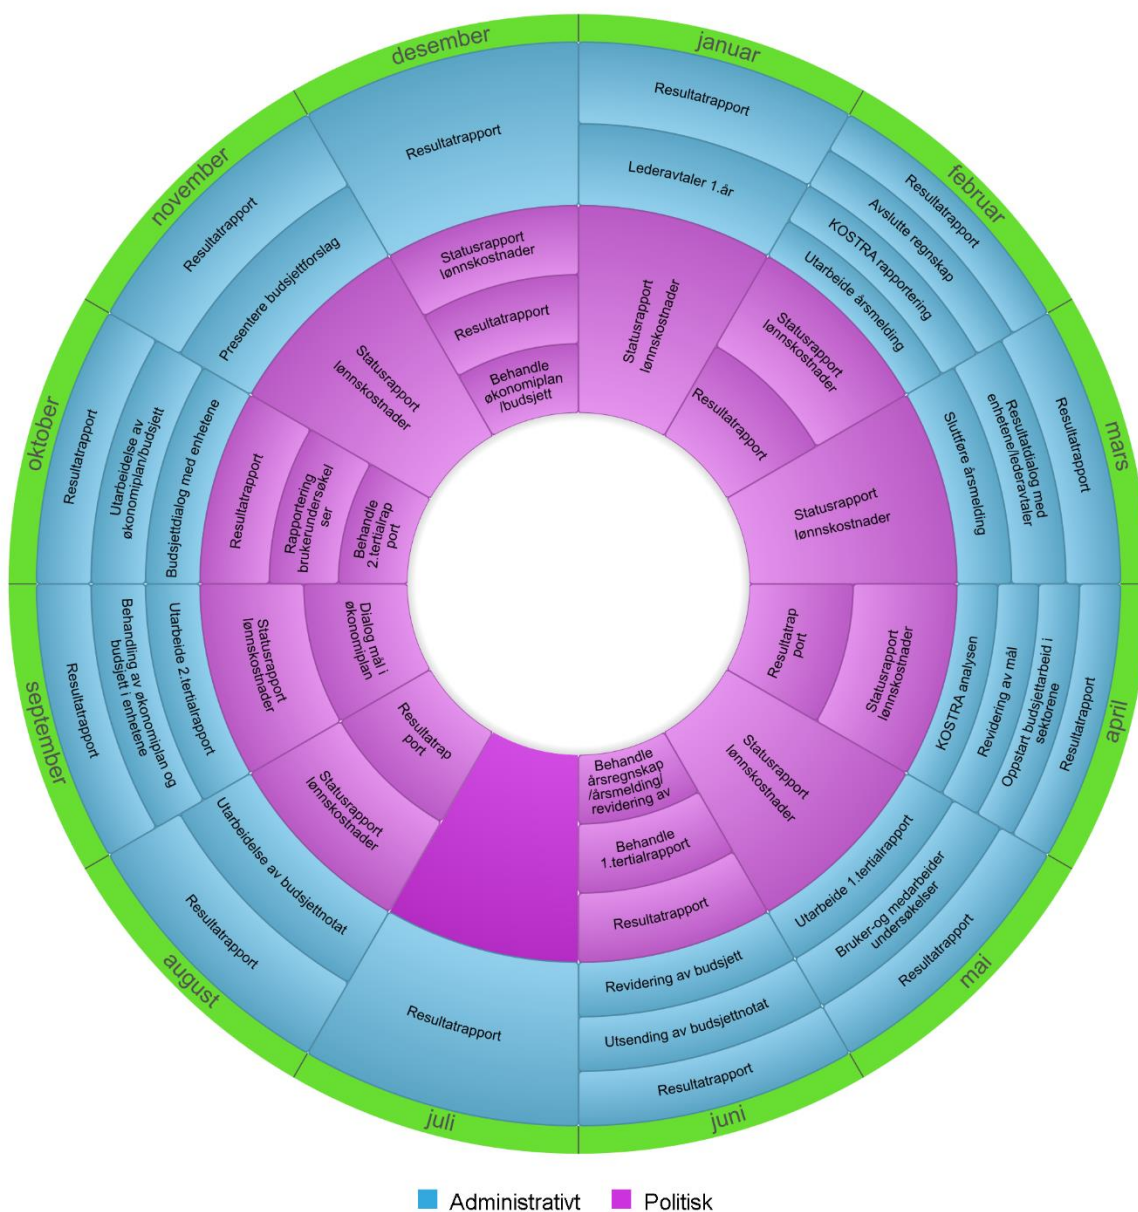 januar
Resultatrapport
Lederavtaler 1.år
Statusrapport
lønnskostnader
februar
Resultatrapport
Avslutte regnskap
KOSTRA rapportering
Utarbeide årsmelding
Statusrapport
lønnskostnader
Resultatrapport
mars
Resultatrapport
Resultatdialog med
enhetene/lederavtaler
Sluttføre årsmelding
Statusrapport
lønnskostnader
april
Resultatrapport
Oppstart budsjettarbeid i
sektorene
Revidering av mål
KOSTRA analysen
Statusrapport
lønnskostnader
Resultatrap
port
mai
Resultatrapport
Bruker-og medarbeider
undersøkelser
Utarbeide 1.tertialrapport
Statusrapport
lønnskostnader
juni
Resultatrapport
Utsending av budsjettnotat
Revidering av budsjett
Resultatrapport
Behandle
1.tertialrapport
Behandle
årsregnskap
/årsmelding/
revidering av
juli
Resultatrapport
august
Resultatrapport
Utarbeidelse av budsjettnotat
Statusrapport
lønnskostnader
Resultatrap
port
september
Resultatrapport
Behandling av økonomiplan og
budsjett i enhetene
Utarbeide 2.tertialrapport
Statusrapport
lønnskostnader
Dialog mål i
økonomiplan
oktober
Resultatrapport
Utarbeidelse av
økonomiplan/budsjett
Budsjettdialog med enhetene
Resultatrapport
Rapportering
brukerundersøkel
ser
Behandle
2.tertialrap
port
november
Resultatrapport
Presentere budsjettforslag
Statusrapport
lønnskostnader
desember
Resultatrapport
Statusrapport
lønnskostnader
Resultatrapport
Behandle
økonomiplan
/budsjett
Administrativt
Politisk